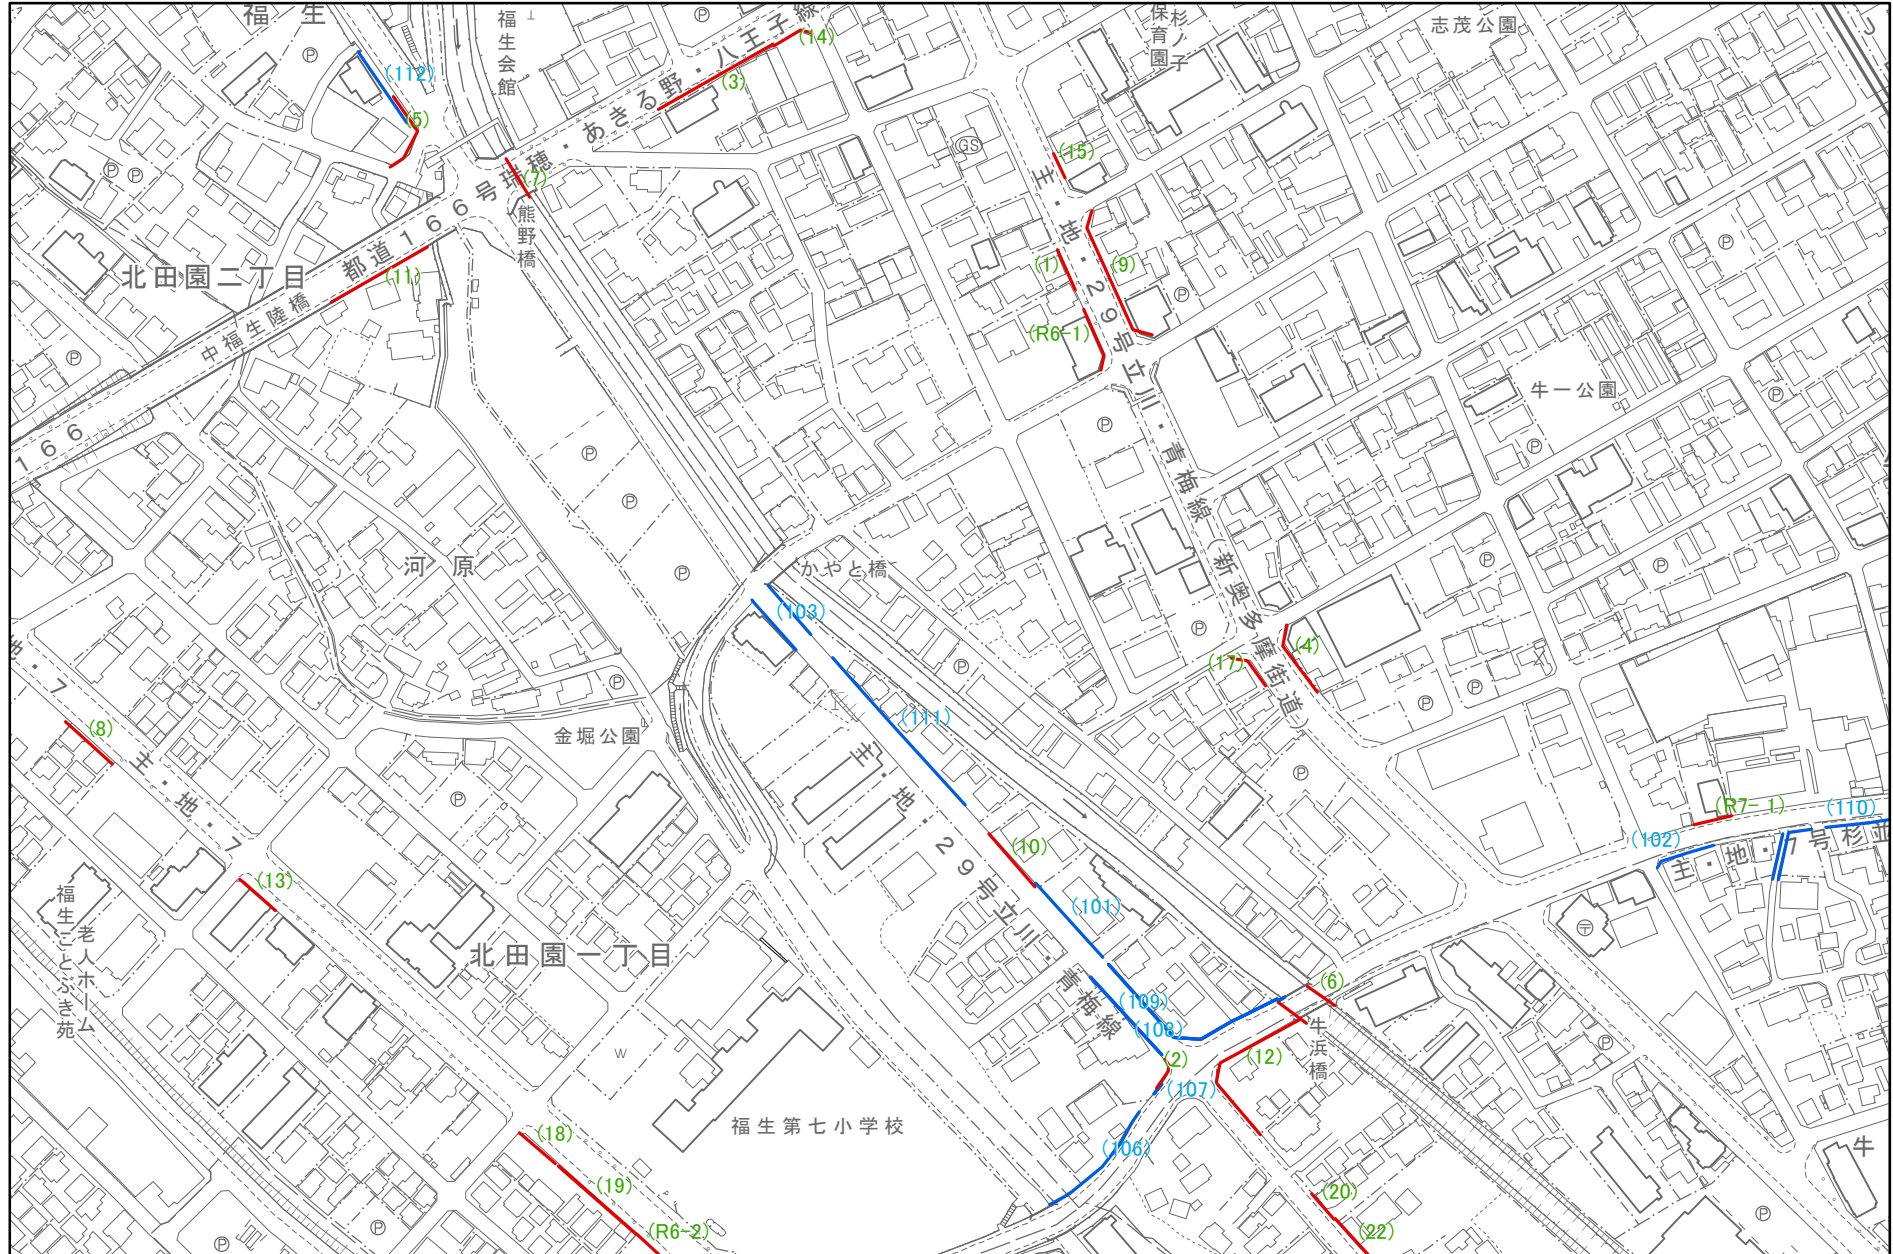 福生
福生会館
(14)
保育園
杉ノ子
志茂公園
(112)
(3)
(5)
都道166号瑞穂・あきる野・八王子線
GS
(15)
(7)
熊野橋
北田園二丁目
(11)
(1)
(9)
中福生陸橋
(R6-1)
主・地・29号立川・青梅線(新奥多摩街道)
牛一公園
166
河原
かやと橋
(103)
(4)
(17)
地・7
(8)
金堀公園
(111)
主・地・7
主・地・29号立川・青梅線
(R7-1)
(110)
(102)
主・地・7号杉並
(10)
(13)
(101)
福生ことぶき苑
老人ホーム
北田園一丁目
(6)
(109)
(108)
牛浜橋
(2)
(12)
(107)
W
福生第七小学校
(18)
(106)
牛
(19)
(20)
(R6-2)
(22)